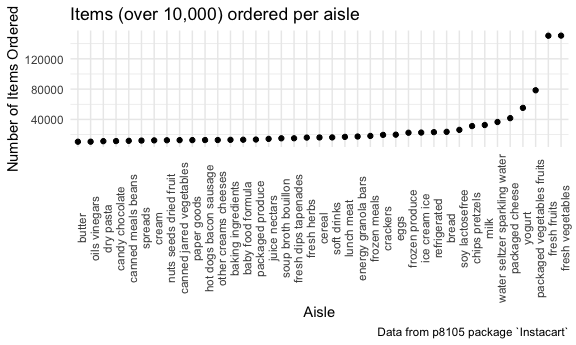 Items (over 10,000) ordered per aisle
Number of Items Ordered
120000
80000
40000
butter
oils vinegars
dry pasta
candy chocolate
canned meals beans
spreads
cream
nuts seeds dried fruit
canned jarred vegetables
paper goods
hot dogs bacon sausage
other creams cheeses
baking ingredients
baby food formula
packaged produce
juice nectars
soup broth bouillon
fresh dips tapenades
fresh herbs
cereal
soft drinks
lunch meat
energy granola bars
frozen meals
crackers
eggs
frozen produce
ice cream ice
refrigerated
bread
soy lactosefree
chips pretzels
milk
water seltzer sparkling water
packaged cheese
yogurt
packaged vegetables fruits
fresh fruits
fresh vegetables
Aisle
Data from p8105 package `Instacart`